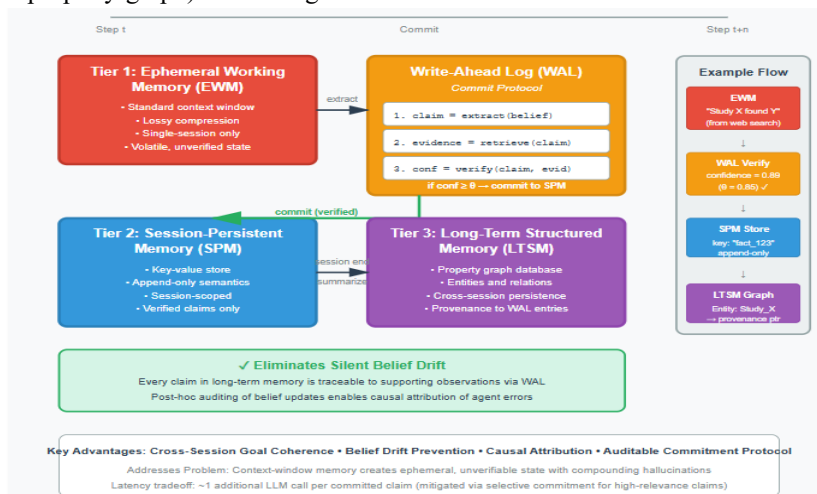 Step t
Commit
Step t+n
Tier 1: Ephemeral Working
Memory (EWM)
• Standard context window
• Lossy compression
• Single-session only
• Volatile, unverified state
extract
Write-Ahead Log (WAL)
Commit Protocol
1. claim = extract(belief)
2. evidence = retrieve(claim)
3. conf = verify(claim, evid)
if conf ≥ θ → commit to SPM
commit (verified)
Tier 2: Session-Persistent
Memory (SPM)
• Key-value store
• Append-only semantics
• Session-scoped
• Verified claims only
session end
summarize
Tier 3: Long-Term Structured
Memory (LTSM)
• Property graph database
• Entities and relations
• Cross-session persistence
• Provenance to WAL entries
Example Flow
EWM
"Study X found Y"
(from web search)
↓
WAL Verify
confidence = 0.89
(θ = 0.85) ✓
↓
SPM Store
key: "fact_123"
append-only
↓
LTSM Graph
Entity: Study_X
→ provenance ptr
✓ Eliminates Silent Belief Drift
Every claim in long-term memory is traceable to supporting observations via WAL
Post-hoc auditing of belief updates enables causal attribution of agent errors
Key Advantages: Cross-Session Goal Coherence • Belief Drift Prevention • Causal Attribution • Auditable Commitment Protocol
Addresses Problem: Context-window memory creates ephemeral, unverifiable state with compounding hallucinations
Latency tradeoff: ~1 additional LLM call per committed claim (mitigated via selective commitment for high-relevance claims)